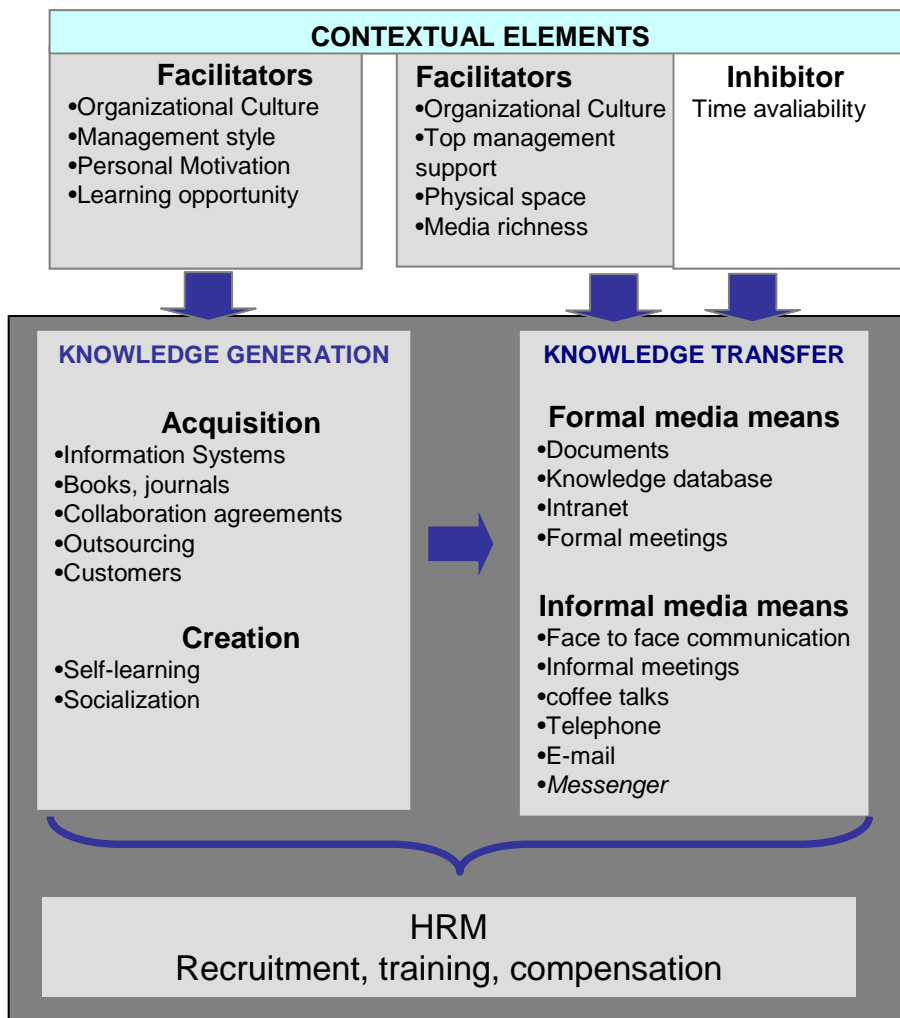 CONTEXTUAL ELEMENTS
Facilitators
•Organizational Culture
•Management style
•Personal Motivation
•Learning opportunity
Facilitators
•Organizational Culture
•Top management
support
•Physical space
•Media richness
Inhibitor
Time avaliability
KNOWLEDGE GENERATION
Acquisition
•Information Systems
•Books, journals
•Collaboration agreements
•Outsourcing
•Customers
Creation
•Self-learning
•Socialization
KNOWLEDGE TRANSFER
Formal media means
•Documents
•Knowledge database
•Intranet
•Formal meetings
Informal media means
•Face to face communication
•Informal meetings
•coffee talks
•Telephone
•E-mail
•Messenger
HRM
Recruitment, training, compensation